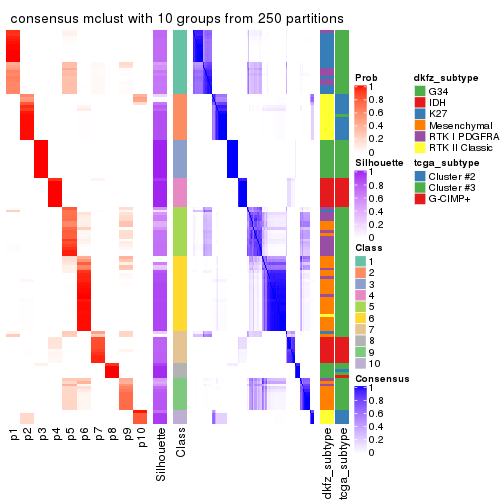 consensus mclust with 10 groups from 250 partitions
Prob
1
0.8
0.6
0.4
0.2
0
Silhouette
1
0.8
0.6
0.4
0.2
0
Class
1
2
3
4
5
6
7
8
9
10
Consensus
1
0.8
0.6
0.4
0.2
0
dkfz_subtype
G34
IDH
K27
Mesenchymal
RTK I PDGFRA
RTK II Classic
tcga_subtype
Cluster #2
Cluster #3
G-CIMP+
p1
p2
p3
p4
p5
p6
p7
p8
p9
p10
Silhouette
Class
dkfz_subtype
tcga_subtype